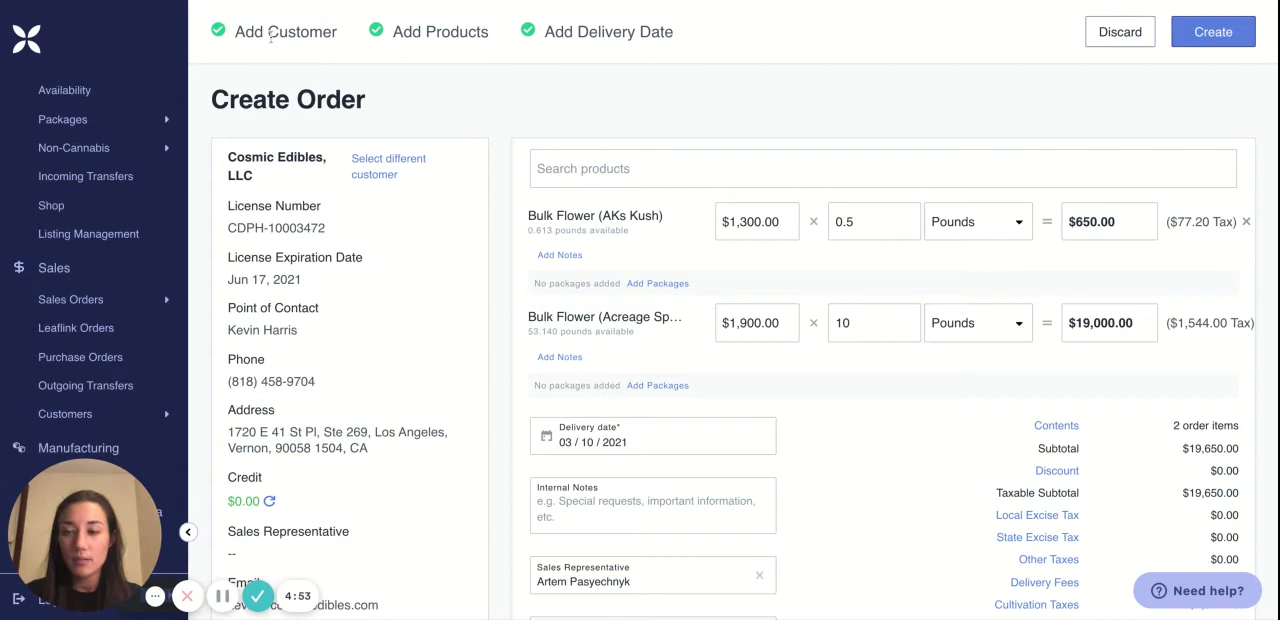 Add Customer
Add Products
Add Delivery Date
Discard
Create
Availability
Packages
Non-Cannabis
Incoming Transfers
Shop
Listing Management
Sales
Sales Orders
Leaflink Orders
Purchase Orders
Outgoing Transfers
Customers
Manufacturing
Create Order
Cosmic Edibles,
LLC
Select different
customer
License Number
CDPH-10003472
License Expiration Date
Jun 17, 2021
Point of Contact
Kevin Harris
Phone
(818) 458-9704
Address
1720 E 41 St Pl, Ste 269, Los Angeles,
Vernon, 90058 1504, CA
Credit
$0.00
Sales Representative
--
4:53
Search products
Bulk Flower (AKs Kush)
0.613 pounds available
$1,300.00 × 0.5 Pounds = $650.00 ($77.20 Tax) ×
Add Notes
No packages added Add Packages
Bulk Flower (Acreage Sp...
53.140 pounds available
$1,900.00 × 10 Pounds = $19,000.00 ($1,544.00 Tax)
Add Notes
No packages added Add Packages
Delivery date*
03 / 10 / 2021
Internal Notes
e.g. Special requests, important information,
etc.
Sales Representative
Artem Pasyechnyk
Contents 2 order items
Subtotal $19,650.00
Discount $0.00
Taxable Subtotal $19,650.00
Local Excise Tax $0.00
State Excise Tax $0.00
Other Taxes $0.00
Delivery Fees
Cultivation Taxes
Need help?